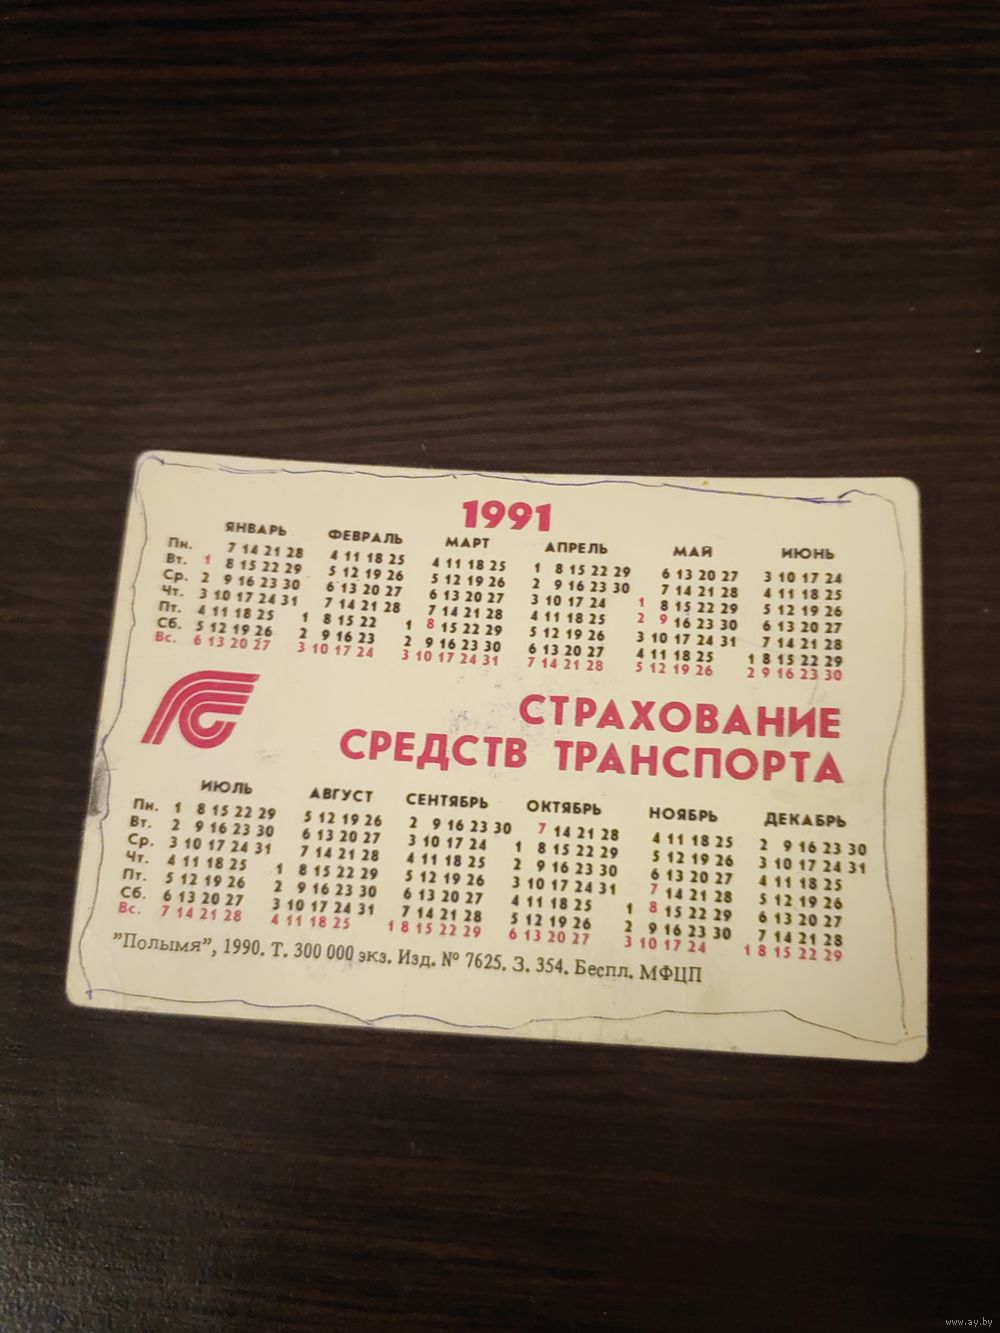 1991
ЯНВАРЬ ФЕВРАЛЬ МАРТ АПРЕЛЬ МАЙ ИЮНЬ
Пн. 7 14 21 28 4 11 18 25 4 11 18 25 1 8 15 22 29 6 13 20 27 3 10 17 24
Вт. 1 8 15 22 29 5 12 19 26 5 12 19 26 2 9 16 23 30 7 14 21 28 4 11 18 25
Ср. 2 9 16 23 30 6 13 20 27 6 13 20 27 3 10 17 24 1 8 15 22 29 5 12 19 26
Чт. 3 10 17 24 31 7 14 21 28 7 14 21 28 4 11 18 25 2 9 16 23 30 6 13 20 27
Пт. 4 11 18 25 1 8 15 22 1 8 15 22 29 5 12 19 26 3 10 17 24 31 7 14 21 28
Сб. 5 12 19 26 2 9 16 23 2 9 16 23 30 6 13 20 27 4 11 18 25 1 8 15 22 29
Вс. 6 13 20 27 3 10 17 24 3 10 17 24 31 7 14 21 28 5 12 19 26 2 9 16 23 30
СТРАХОВАНИЕ
СРЕДСТВ ТРАНСПОРТА
ИЮЛЬ АВГУСТ СЕНТЯБРЬ ОКТЯБРЬ НОЯБРЬ ДЕКАБРЬ
Пн. 1 8 15 22 29 5 12 19 26 2 9 16 23 30 7 14 21 28 4 11 18 25 2 9 16 23 30
Вт. 2 9 16 23 30 6 13 20 27 3 10 17 24 1 8 15 22 29 5 12 19 26 3 10 17 24 31
Ср. 3 10 17 24 31 7 14 21 28 4 11 18 25 2 9 16 23 30 6 13 20 27 4 11 18 25
Чт. 4 11 18 25 1 8 15 22 29 5 12 19 26 3 10 17 24 31 7 14 21 28 5 12 19 26
Пт. 5 12 19 26 2 9 16 23 30 6 13 20 27 4 11 18 25 1 8 15 22 29 6 13 20 27
Сб. 6 13 20 27 3 10 17 24 31 7 14 21 28 5 12 19 26 2 9 16 23 30 7 14 21 28
Вс. 7 14 21 28 4 11 18 25 1 8 15 22 29 6 13 20 27 3 10 17 24 1 8 15 22 29
"Полымя", 1990. Т. 300 000 экз. Изд. № 7625. З. 354. Беспл. МФЦП
www.ay.by